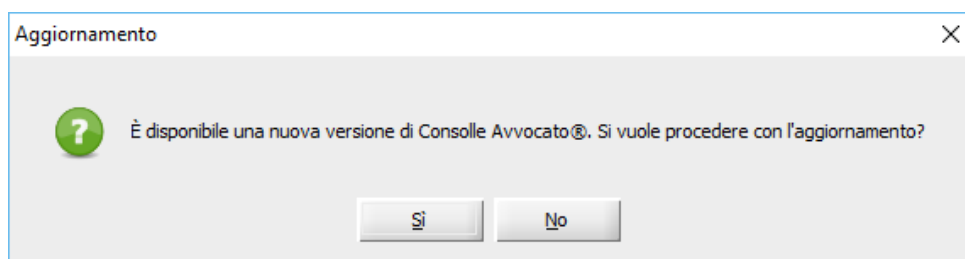 Aggiornamento
È disponibile una nuova versione di Consolle Avvocato®. Si vuole procedere con l'aggiornamento?
Sì
No